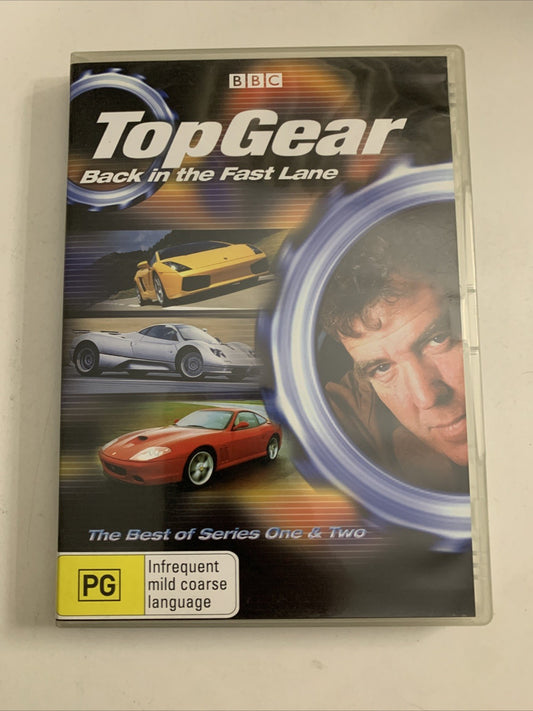 BBC
TopGear
Back in the Fast Lane
The Best of Series One & Two
PG
Infrequent
mild coarse
language